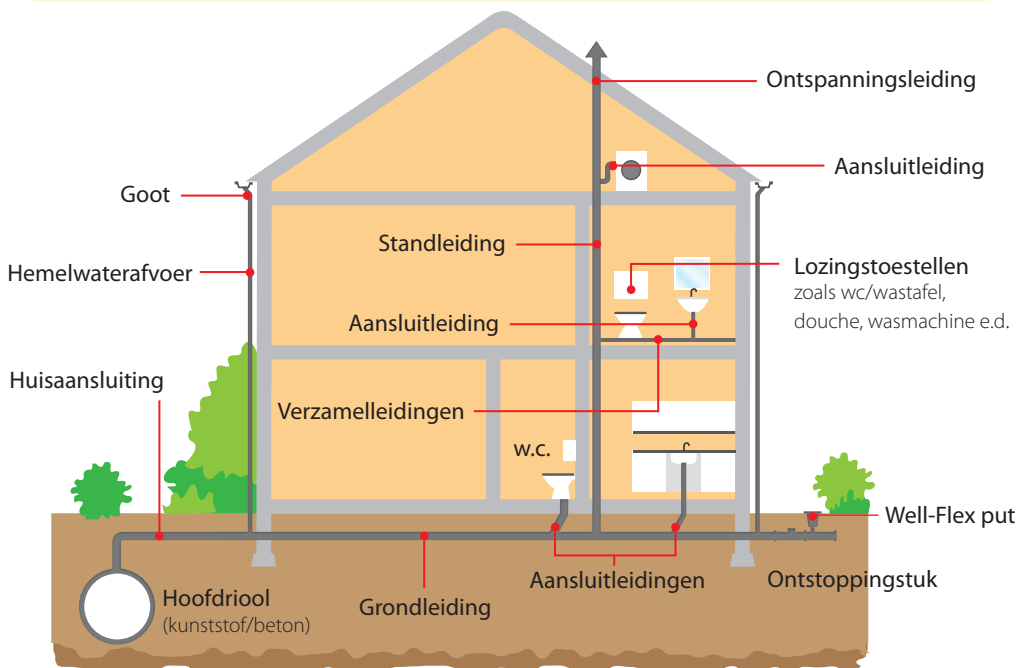 Ontspanningsleiding
Aansluitleiding
Goot
Standleiding
Hemelwaterafvoer
Lozingstoestellen
zoals wc/wastafel,
douche, wasmachine e.d.
Aansluitleiding
Huisaansluiting
Verzamelleidingen
w.c.
Well-Flex put
Aansluitleidingen
Ontstoppingstuk
Hoofdriool
(kunststof/beton)
Grondleiding